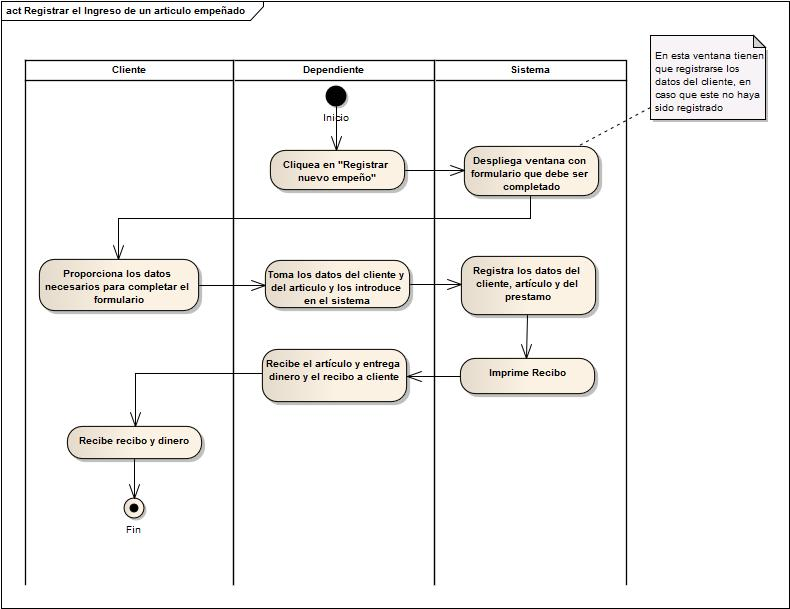 act Registrar el Ingreso de un articulo empeñado
En esta ventana tienen
que registrarse los
datos del cliente, en
caso que este no haya
sido registrado
Cliente
Dependiente
Sistema
Inicio
Cliquea en "Registrar
nuevo empeño"
Despliega ventana con
formulario que debe ser
completado
Proporciona los datos
necesarios para completar el
formulario
Toma los datos del cliente y
del articulo y los introduce
en el sistema
Registra los datos del
cliente, artículo y del
prestamo
Recibe el artículo y entrega
dinero y el recibo a cliente
Imprime Recibo
Recibe recibo y dinero
Fin